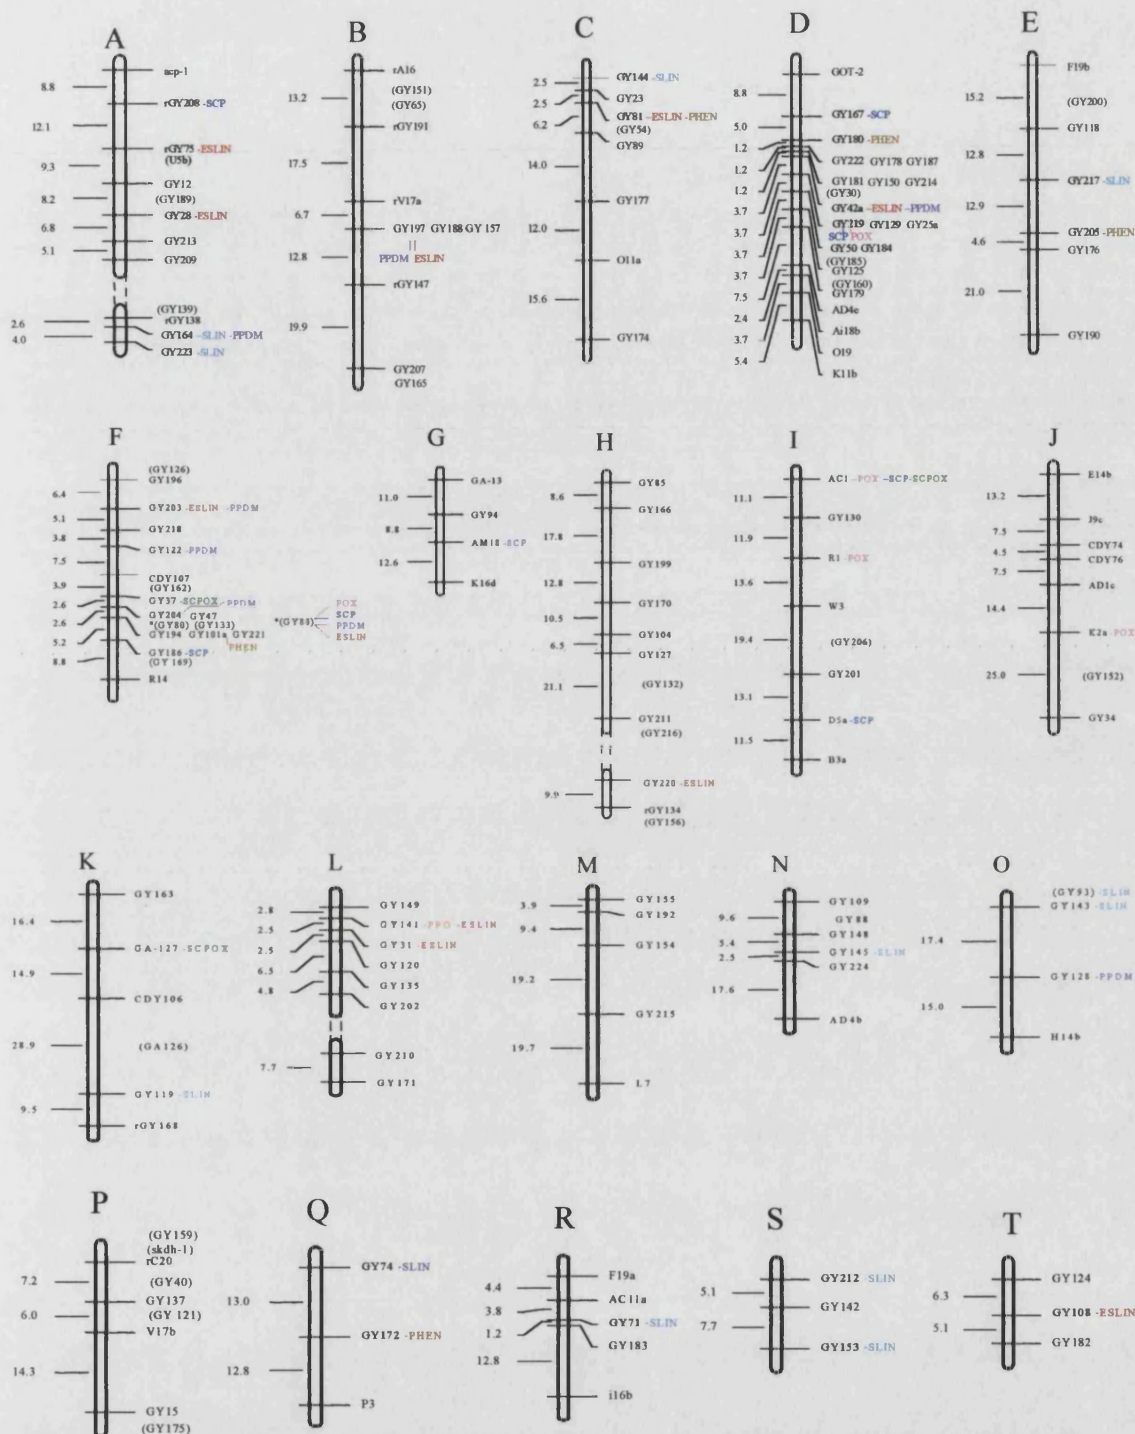 A
8.8
acp-1
rGY208 -SCP
12.1
rGY75 -ESLIN
(U5b)
9.3
GY12
8.2
(GY189)
GY28 -ESLIN
6.8
GY213
5.1
GY209
(GY139)
rGY138
2.6
GY164 -SLIN -PPDM
4.0
GY223 -SLIN
B
rA16
(GY151)
13.2
(GY65)
rGY191
17.5
rV17a
6.7
GY197 GY188 GY157
12.8
PPDM ESLIN
rGY147
19.9
GY207
GY165
C
GY144 -SLIN
2.5
GY23
2.5
GY81 -ESLIN -PHEN
6.2
(GY54)
GY89
14.0
GY177
12.0
O11a
15.6
GY174
D
GOT-2
8.8
GY167 -SCP
5.0
GY180 -PHEN
1.2
GY222 GY178 GY187
1.2
GY181 GY150 GY214
1.2
(GY30)
3.7
GY42a -ESLIN -PPDM
GY219 GY129 GY25a
3.7
SCP POX
3.7
GY50 GY184
(GY185)
3.7
GY125
(GY160)
7.5
GY179
2.4
AD4c
3.7
Ai18b
5.4
O19
K11b
E
F19b
15.2
(GY200)
GY118
12.8
GY217 -SLIN
12.9
GY205 -PHEN
4.6
GY176
21.0
GY190
F
(GY126)
GY196
6.4
GY203 -ESLIN -PPDM
5.1
GY218
3.8
GY122 -PPDM
7.5
CDY107
3.9
(GY162)
2.6
GY37 -SCPOX -PPDM
GY204 GY47
2.6
*(GY80) (GY133)
GY194 GY101a GY221
5.2
PHEN
GY186 -SCP
8.8
(GY169)
R14
*(GY80)
POX
SCP
PPDM
ESLIN
G
GA-13
11.0
GY94
8.8
AM18 -SCP
12.6
K16d
H
GY85
8.6
GY166
17.8
GY199
12.8
GY170
10.5
GY104
6.5
GY127
21.1
(GY132)
GY211
(GY216)
GY220 -ESLIN
9.9
rGY134
(GY156)
I
AC1 -POX -SCP-SCPOX
11.1
GY130
11.9
R1 -POX
13.6
W3
19.4
(GY206)
GY201
13.1
D5a -SCP
11.5
B3a
J
E14b
13.2
J9c
7.5
CDY74
4.5
CDY76
7.5
AD1c
14.4
K2a -POX
25.0
(GY152)
GY34
K
GY163
16.4
GA-127 -SCPOX
14.9
CDY106
28.9
(GA126)
GY119 -SLIN
9.5
rGY168
L
GY149
2.8
GY141 -PPO -ESLIN
2.5
GY31 -ESLIN
2.5
GY120
6.5
GY135
4.8
GY202
GY210
7.7
GY171
M
GY155
3.9
GY192
9.4
GY154
19.2
GY215
19.7
L7
N
GY109
9.6
GY88
GY148
5.4
GY145 -SLIN
2.5
GY224
17.6
AD4b
O
(GY93) -SLIN
GY143 -SLIN
17.4
GY128 -PPDM
15.0
H14b
P
(GY159)
(skdh-1)
rC20
7.2
(GY40)
GY137
6.0
(GY 121)
V17b
14.3
GY15
(GY175)
Q
GY74 -SLIN
13.0
GY172 -PHEN
12.8
P3
R
F19a
4.4
AC11a
3.8
GY71 -SLIN
1.2
GY183
12.8
i16b
S
GY212 SLIN
5.1
GY142
7.7
GY153 -SLIN
T
GY124
6.3
GY108 -ESLIN
5.1
GY182